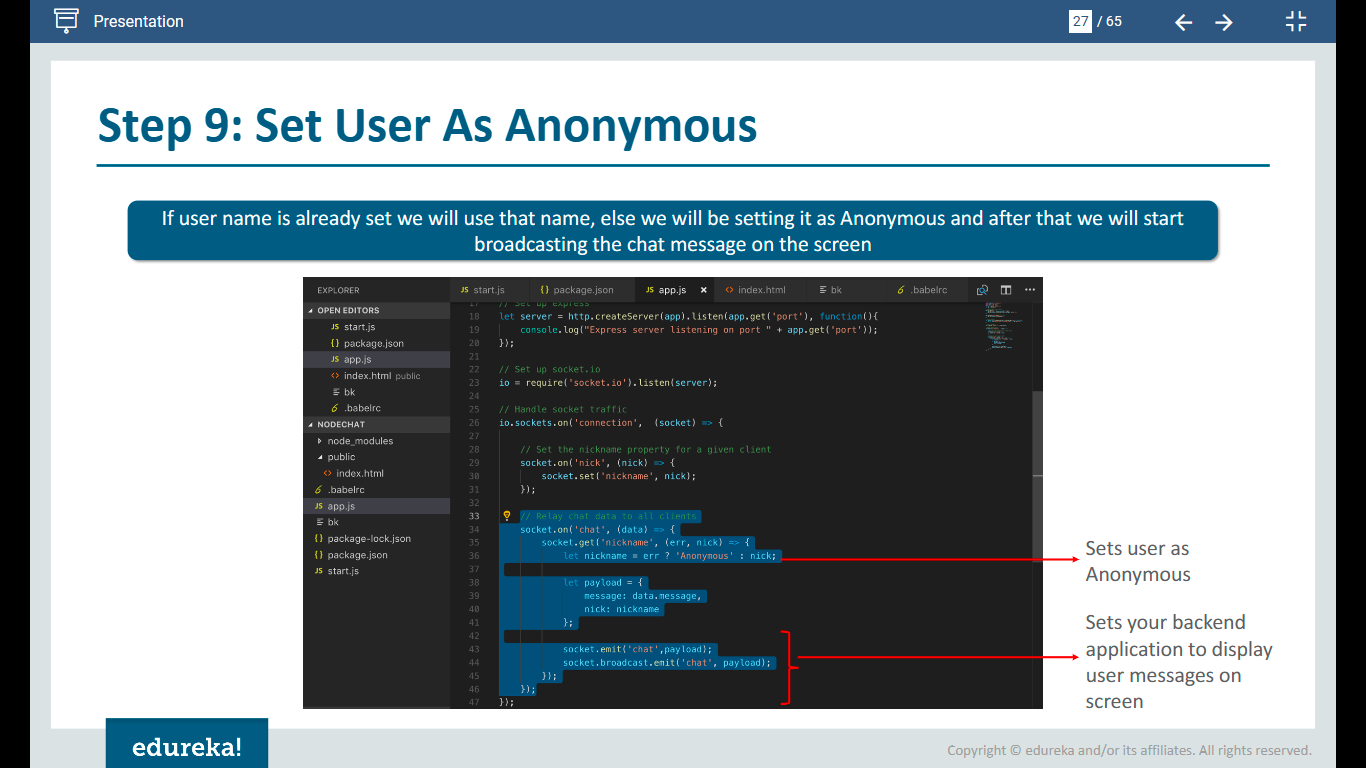 Presentation
27 / 65
Step 9: Set User As Anonymous
If user name is already set we will use that name, else we will be setting it as Anonymous and after that we will start
broadcasting the chat message on the screen
EXPLORER
OPEN EDITORS
JS start.js
{} package.json
JS app.js
<> index.html public
bk
.babelrc
NODECHAT
node_modules
public
<> index.html
.babelrc
JS app.js
bk
{} package-lock.json
{} package.json
JS start.js
JS start.js {} package.json JS app.js × <> index.html bk .babelrc ...
17 // Set up express
18 let server = http.createServer(app).listen(app.get('port'), function(){
19 console.log("Express server listening on port " + app.get('port'));
20 });
21
22 // Set up socket.io
23 io = require('socket.io').listen(server);
24
25 // Handle socket traffic
26 io.sockets.on('connection', (socket) => {
27
28 // Set the nickname property for a given client
29 socket.on('nick', (nick) => {
30 socket.set('nickname', nick);
31 });
32
33 // Relay chat data to all clients
34 socket.on('chat', (data) => {
35 socket.get('nickname', (err, nick) => {
36 let nickname = err ? 'Anonymous' : nick;
37
38 let payload = {
39 message: data.message,
40 nick: nickname
41 };
42
43 socket.emit('chat',payload);
44 socket.broadcast.emit('chat', payload);
45 });
46 });
47 });
Sets user as
Anonymous
Sets your backend
application to display
user messages on
screen
edureka!
Copyright © edureka and/or its affiliates. All rights reserved.